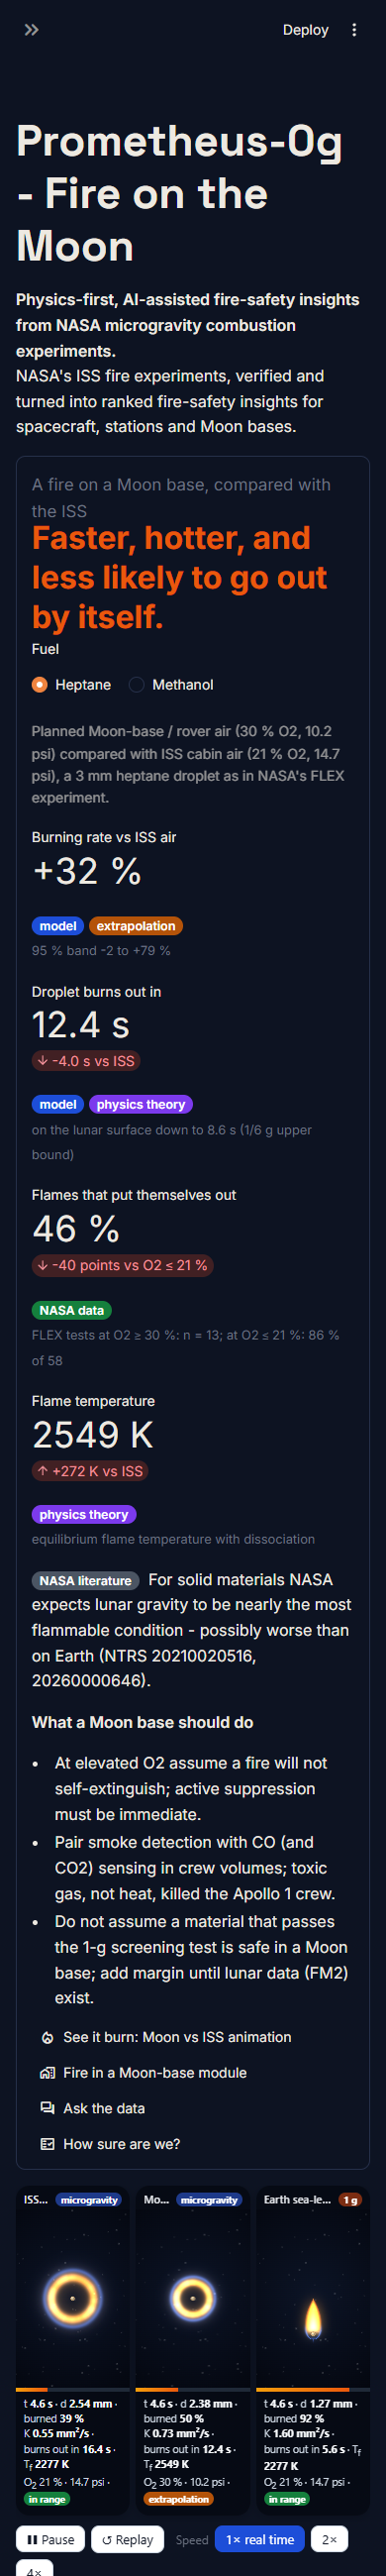 Deploy
Prometheus-0g
- Fire on the
Moon
Physics-first, AI-assisted fire-safety insights
from NASA microgravity combustion
experiments.
NASA's ISS fire experiments, verified and
turned into ranked fire-safety insights for
spacecraft, stations and Moon bases.
A fire on a Moon base, compared with
the ISS
Faster, hotter, and
less likely to go out
by itself.
Fuel
Heptane Methanol
Planned Moon-base / rover air (30 % O2, 10.2
psi) compared with ISS cabin air (21 % O2, 14.7
psi), a 3 mm heptane droplet as in NASA's FLEX
experiment.
Burning rate vs ISS air
+32 %
model extrapolation
95 % band -2 to +79 %
Droplet burns out in
12.4 s
↓ -4.0 s vs ISS
model physics theory
on the lunar surface down to 8.6 s (1/6 g upper
bound)
Flames that put themselves out
46 %
↓ -40 points vs O2 ≤ 21 %
NASA data
FLEX tests at O2 ≥ 30 %: n = 13; at O2 ≤ 21 %: 86 %
of 58
Flame temperature
2549 K
↑ +272 K vs ISS
physics theory
equilibrium flame temperature with dissociation
NASA literature For solid materials NASA
expects lunar gravity to be nearly the most
flammable condition - possibly worse than
on Earth (NTRS 20210020516,
20260000646).
What a Moon base should do
• At elevated O2 assume a fire will not
self-extinguish; active suppression
must be immediate.
• Pair smoke detection with CO (and
CO2) sensing in crew volumes; toxic
gas, not heat, killed the Apollo 1 crew.
• Do not assume a material that passes
the 1-g screening test is safe in a Moon
base; add margin until lunar data (FM2)
exist.
See it burn: Moon vs ISS animation
Fire in a Moon-base module
Ask the data
How sure are we?
ISS... microgravity
t 4.6 s · d 2.54 mm ·
burned 39 %
K 0.55 mm²/s ·
burns out in 16.4 s ·
Tf 2277 K
O₂ 21 % · 14.7 psi ·
in range
Mo... microgravity
t 4.6 s · d 2.38 mm ·
burned 50 %
K 0.73 mm²/s ·
burns out in 12.4 s ·
Tf 2549 K
O₂ 30 % · 10.2 psi ·
extrapolation
Earth sea-le... 1 g
t 4.6 s · d 1.27 mm ·
burned 92 %
K 1.60 mm²/s ·
burns out in 5.6 s · Tf
2277 K
O₂ 21 % · 14.7 psi ·
in range
Pause Replay Speed 1× real time 2×
4×